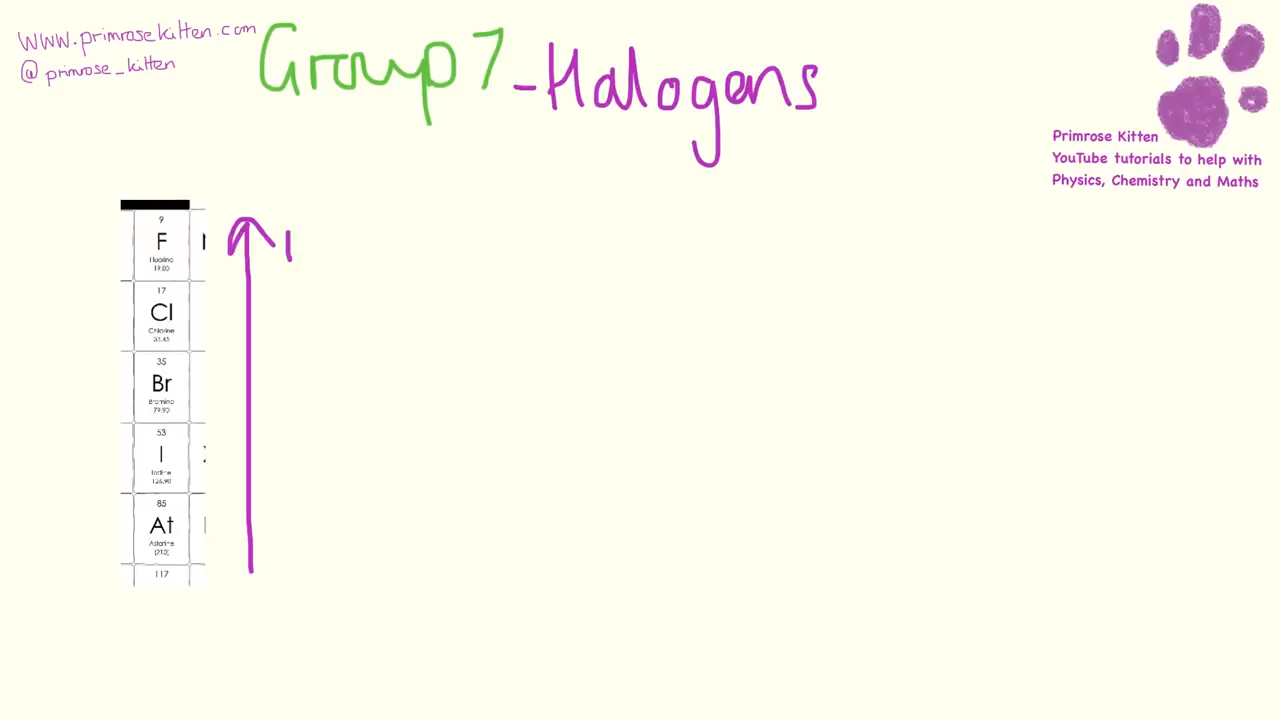 www.primrosekitten.com
@primrose_kitten
Group 7 - Halogens
Primrose Kitten
YouTube tutorials to help with
Physics, Chemistry and Maths
9
F
Fluorine
19.00
17
Cl
Chlorine
35.45
35
Br
Bromine
79.90
53
I
Iodine
126.90
85
At
Astatine
[210]
117